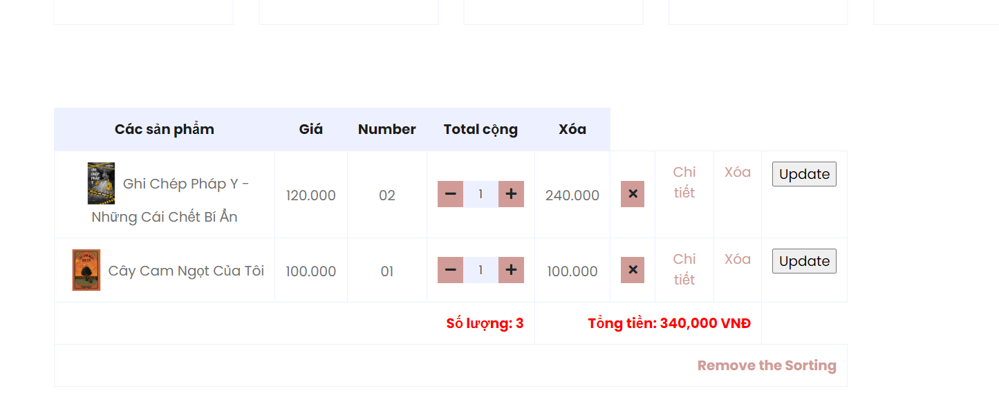 Các sản phẩm Giá Number Total cộng Xóa
Ghi Chép Pháp Y -
Những Cái Chết Bí Ẩn
120.000 02 − 1 + 240.000 × Chi
tiết
Xóa Update
Cây Cam Ngọt Của Tôi 100.000 01 − 1 + 100.000 × Chi
tiết
Xóa Update
Số lượng: 3 Tổng tiền: 340,000 VNĐ
Remove the Sorting